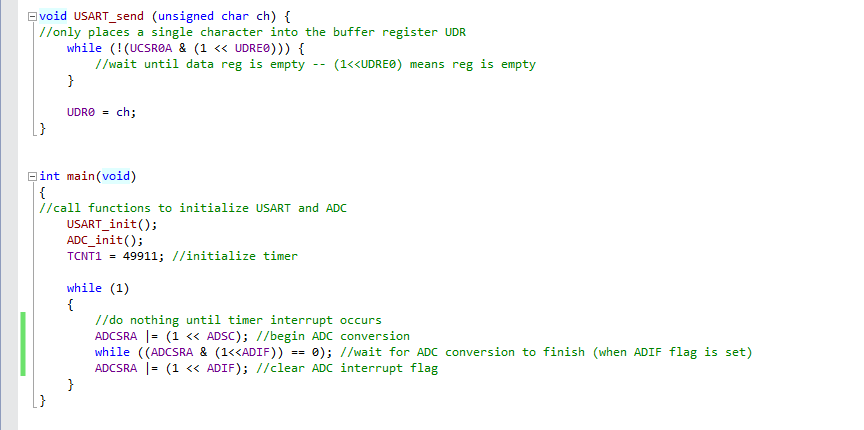 void USART_send (unsigned char ch) {
//only places a single character into the buffer register UDR
while (!(UCSR0A & (1 << UDRE0))) {
//wait until data reg is empty -- (1<<UDRE0) means reg is empty
}
UDR0 = ch;
}
int main(void)
{
//call functions to initialize USART and ADC
USART_init();
ADC_init();
TCNT1 = 49911; //initialize timer
while (1)
{
//do nothing until timer interrupt occurs
ADCSRA |= (1 << ADSC); //begin ADC conversion
while ((ADCSRA & (1<<ADIF)) == 0); //wait for ADC conversion to finish (when ADIF flag is set)
ADCSRA |= (1 << ADIF); //clear ADC interrupt flag
}
}